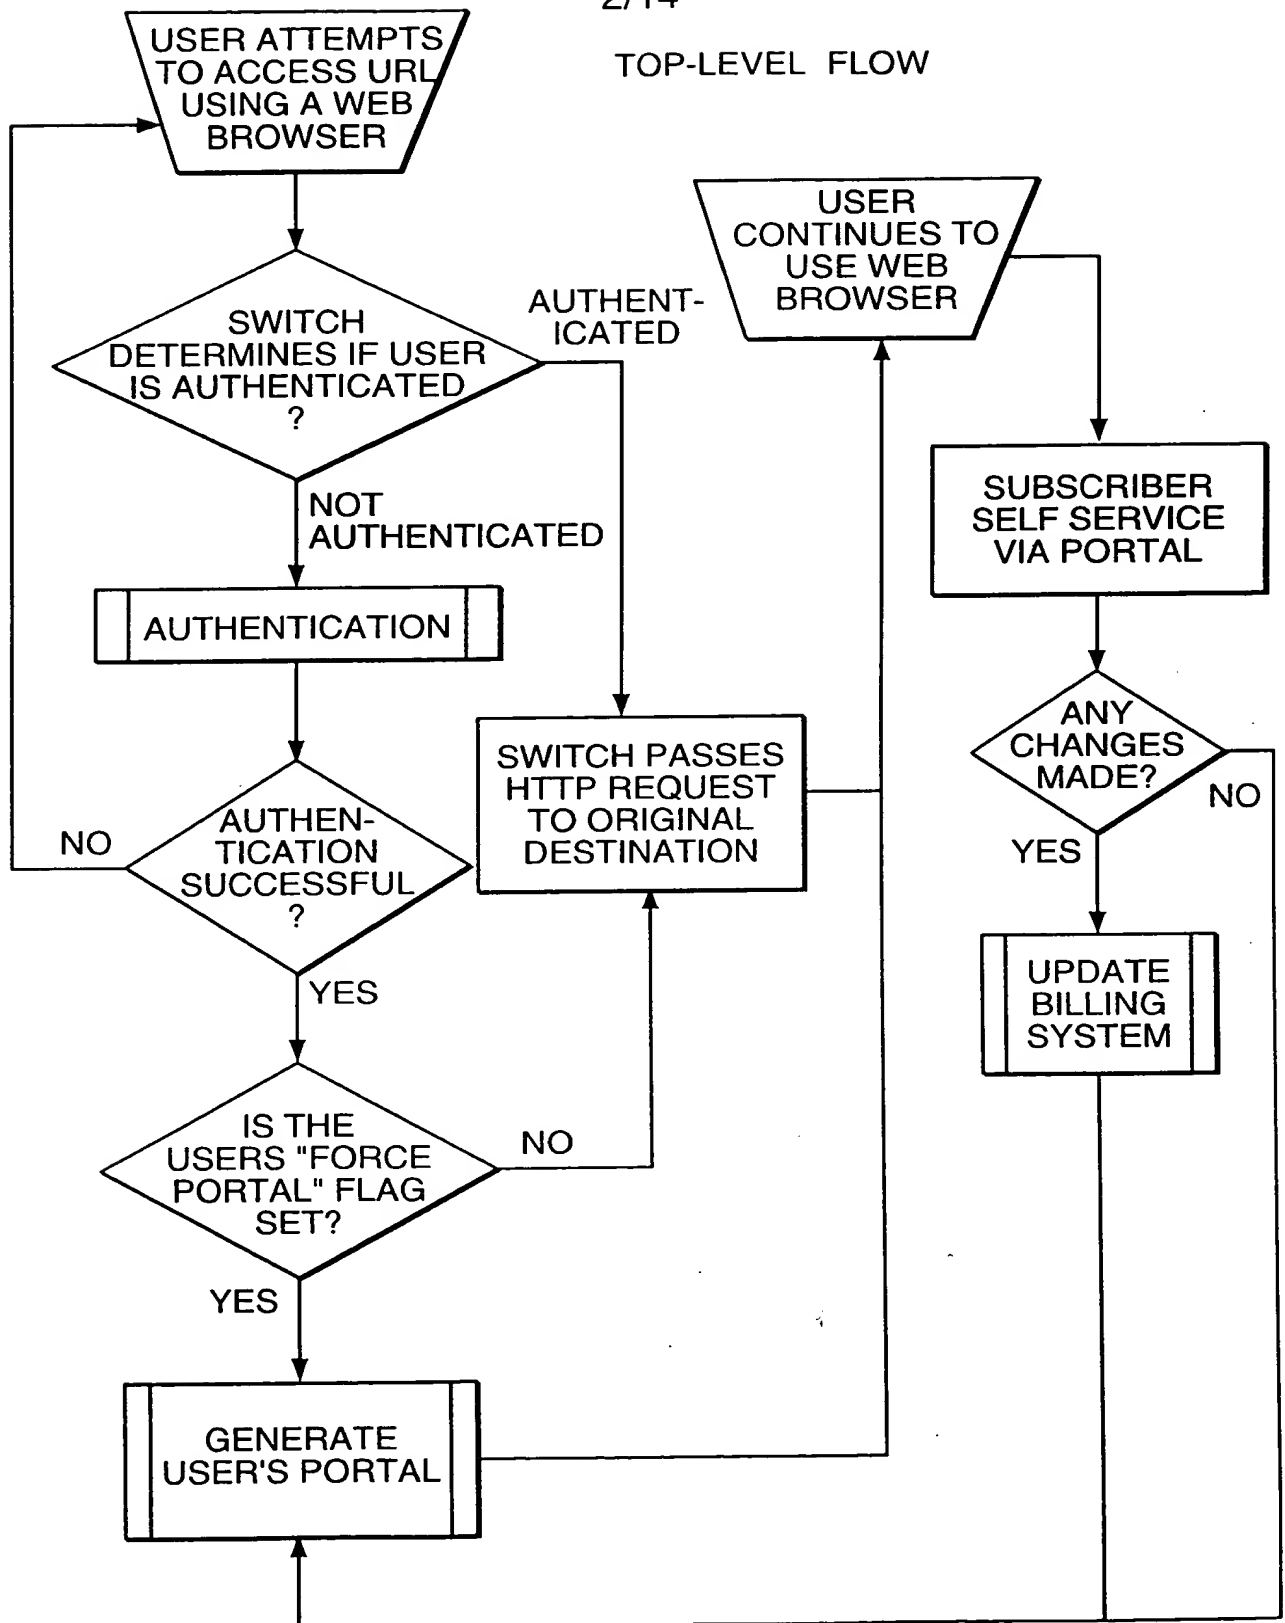 2/14
TOP-LEVEL FLOW
USER ATTEMPTS
TO ACCESS URL
USING A WEB
BROWSER
SWITCH
DETERMINES IF USER
IS AUTHENTICATED
?
AUTHENT-
ICATED
NOT
AUTHENTICATED
AUTHENTICATION
AUTHEN-
TICATION
SUCCESSFUL
?
NO
YES
IS THE
USERS "FORCE
PORTAL" FLAG
SET?
NO
YES
GENERATE
USER'S PORTAL
SWITCH PASSES
HTTP REQUEST
TO ORIGINAL
DESTINATION
USER
CONTINUES TO
USE WEB
BROWSER
SUBSCRIBER
SELF SERVICE
VIA PORTAL
ANY
CHANGES
MADE?
NO
YES
UPDATE
BILLING
SYSTEM